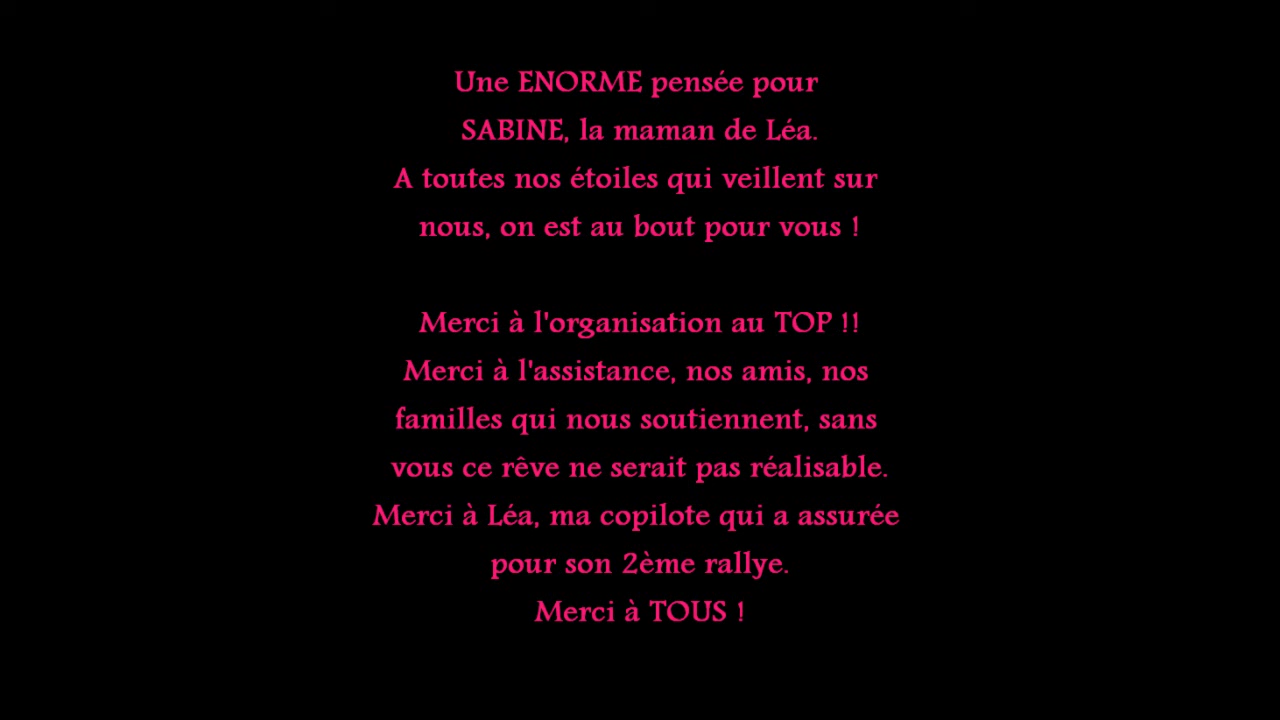 Une ENORME pensée pour
SABINE, la maman de Léa.
A toutes nos étoiles qui veillent sur
nous, on est au bout pour vous !
Merci à l'organisation au TOP !!
Merci à l'assistance, nos amis, nos
familles qui nous soutiennent, sans
vous ce rêve ne serait pas réalisable.
Merci à Léa, ma copilote qui a assurée
pour son 2ème rallye.
Merci à TOUS !